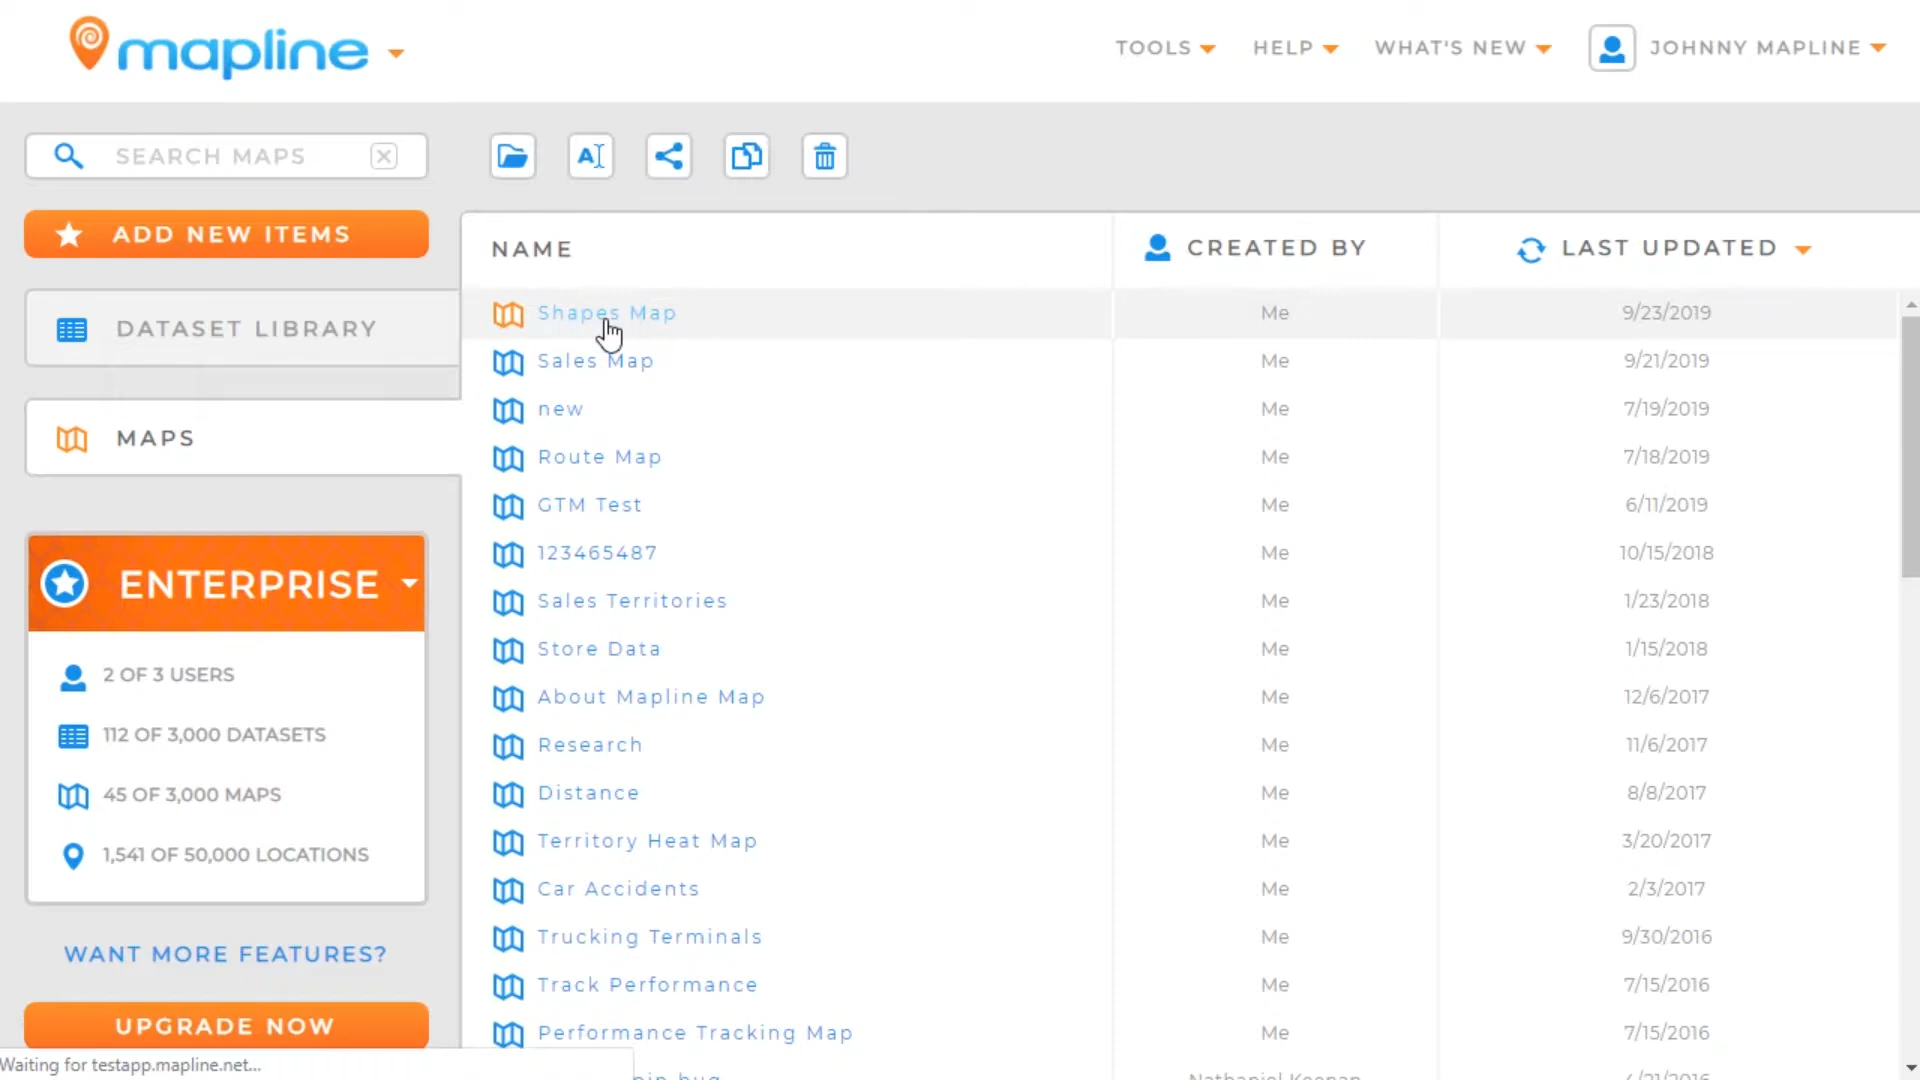 mapline
TOOLS HELP WHAT'S NEW JOHNNY MAPLINE
SEARCH MAPS
ADD NEW ITEMS
DATASET LIBRARY
MAPS
ENTERPRISE
2 OF 3 USERS
112 OF 3,000 DATASETS
45 OF 3,000 MAPS
1,541 OF 50,000 LOCATIONS
WANT MORE FEATURES?
UPGRADE NOW
Waiting for testapp.mapline.net...
NAME CREATED BY LAST UPDATED
Shapes Map Me 9/23/2019
Sales Map Me 9/21/2019
new Me 7/19/2019
Route Map Me 7/18/2019
GTM Test Me 6/11/2019
123465487 Me 10/15/2018
Sales Territories Me 1/23/2018
Store Data Me 1/15/2018
About Mapline Map Me 12/6/2017
Research Me 11/6/2017
Distance Me 8/8/2017
Territory Heat Map Me 3/20/2017
Car Accidents Me 2/3/2017
Trucking Terminals Me 9/30/2016
Track Performance Me 7/15/2016
Performance Tracking Map Me 7/15/2016
pin bug Nathaniel Keenan 4/21/2016